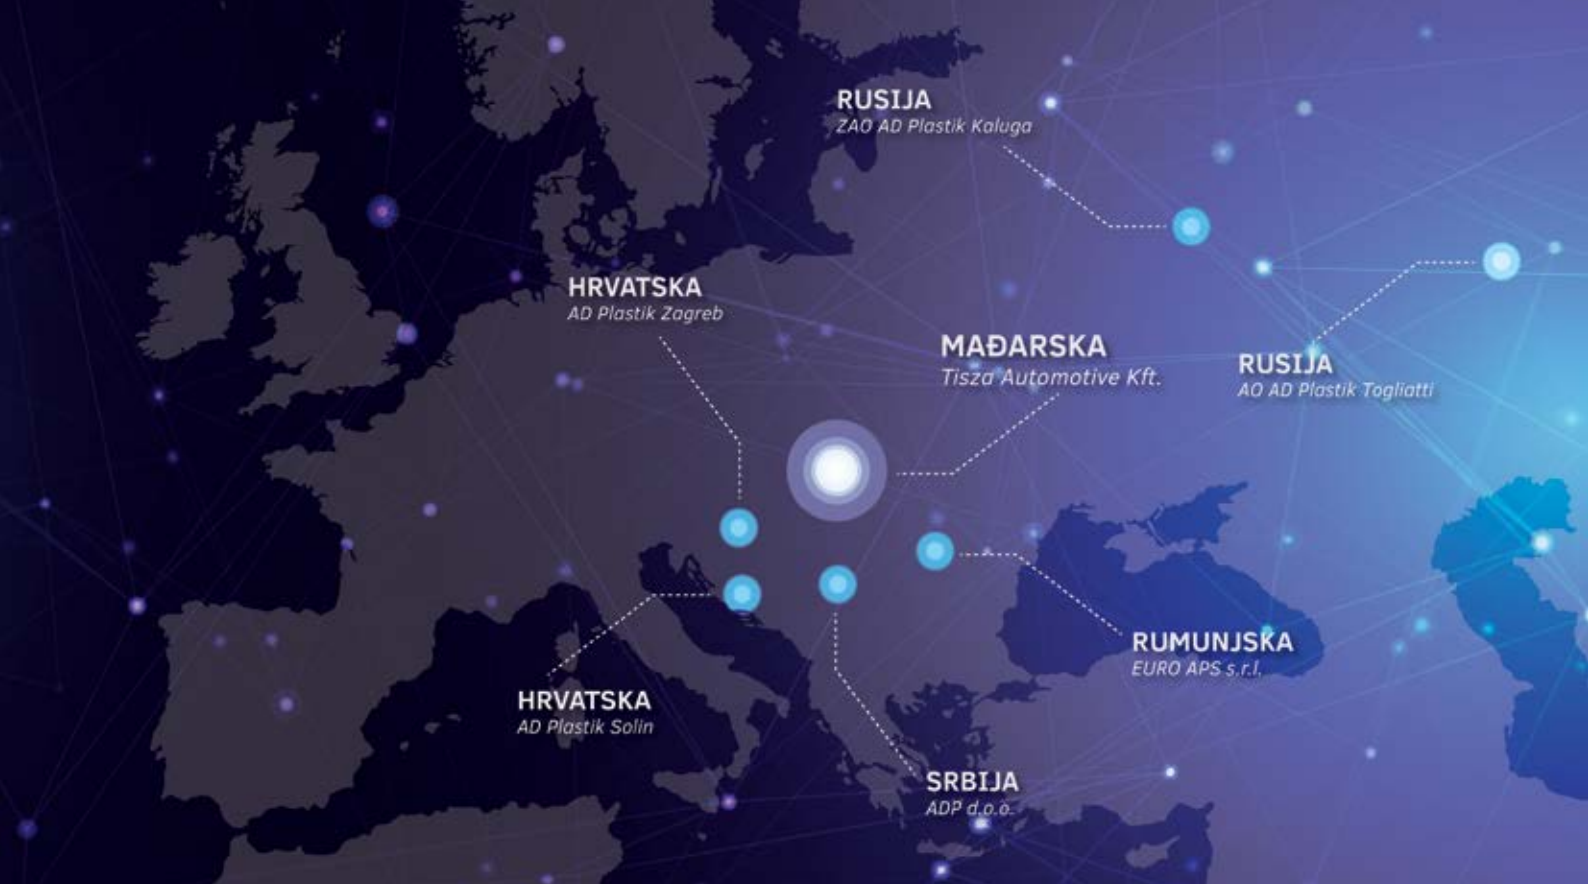 RUSIJA
ZAO AD Plastik Kaluga
HRVATSKA
AD Plastik Zagreb
MAĐARSKA
Tisza Automotive Kft.
RUSIJA
AO AD Plastik Togliatti
RUMUNJSKA
EURO APS s.r.l.
HRVATSKA
AD Plastik Solin
SRBIJA
ADP d.o.o.